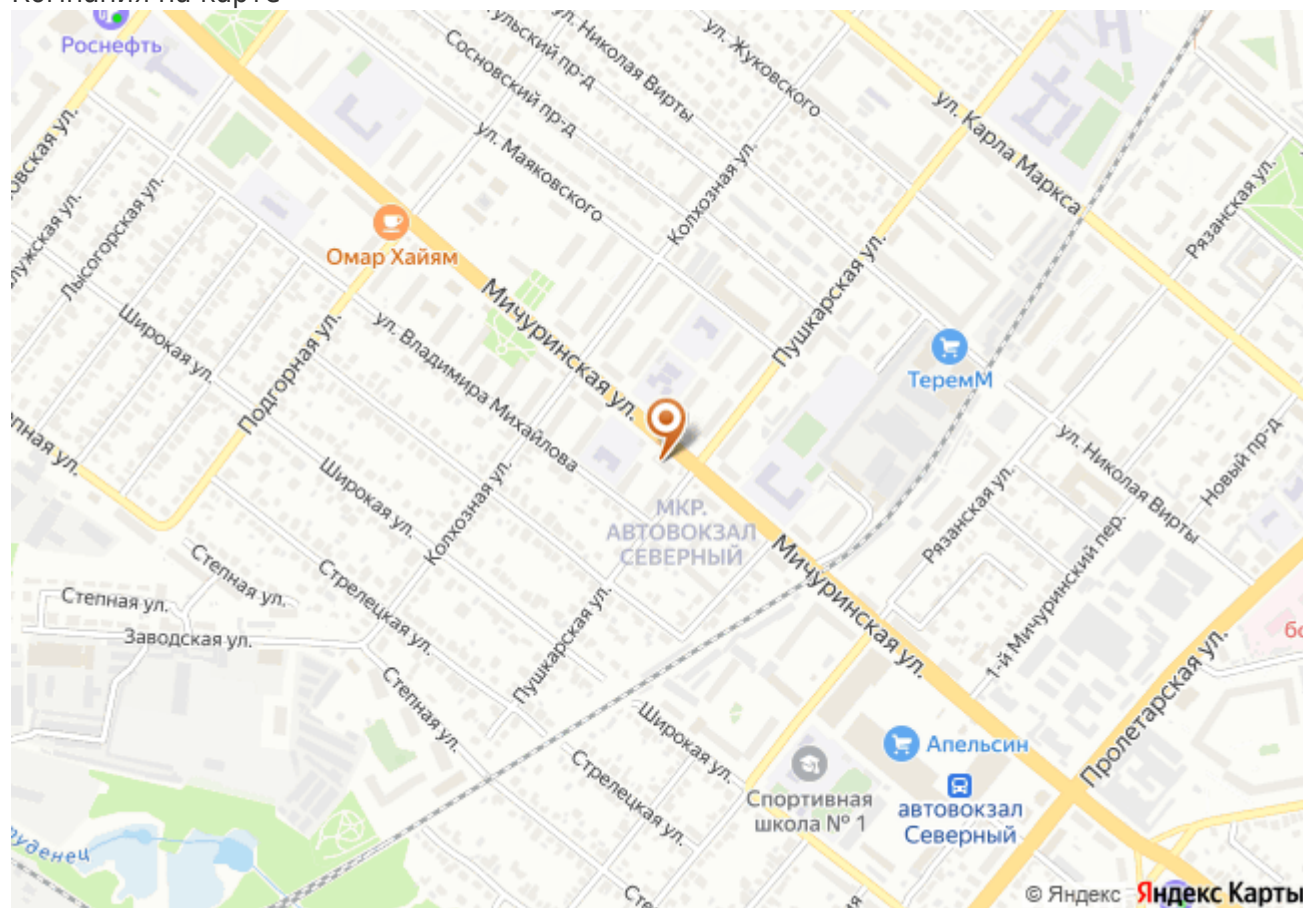 Роснефть
ул. Николая Вирты
ул. Жуковского
Сосновский пр-д
ул. Карла Маркса
ул. Маяковского
Колхозная ул.
Рязанская ул.
Лысогорская ул.
Омар Хайям
Пушкарская ул.
Мичуринская ул.
Широкая ул.
Подгорная ул.
ул. Владимира Михайлова
ТеремМ
Новый пр-д
ул. Николая Вирты
Широкая ул.
Колхозная ул.
МКР.
АВТОВОКЗАЛ
СЕВЕРНЫЙ
Рязанская ул.
Мичуринская ул.
1-й Мичуринский пер.
Степная ул.
Степная ул.
Стрелецкая ул.
Заводская ул.
Пушкарская ул.
Степная ул.
Пролетарская ул.
Широкая ул.
Апельсин
Стрелецкая ул.
Спортивная
школа № 1
автовокзал
Северный
© Яндекс Яндекс Карты